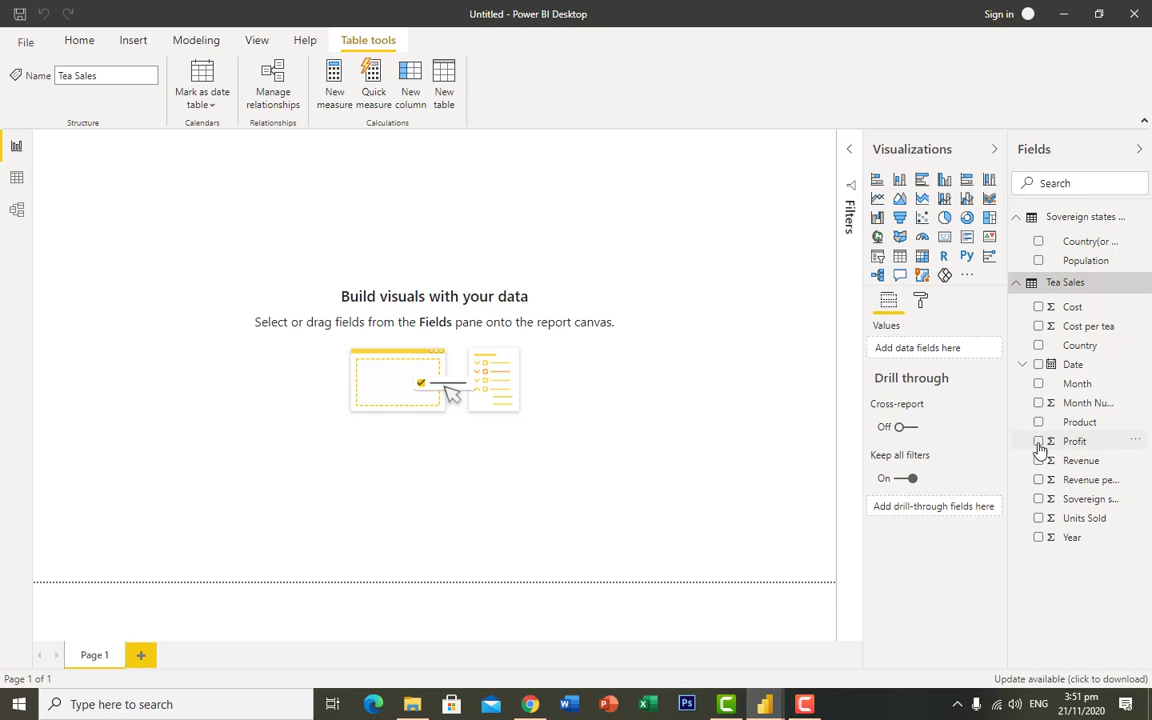 Untitled - Power BI Desktop
Sign in
File
Home
Insert
Modeling
View
Help
Table tools
Name
Tea Sales
Mark as date
table
Manage
relationships
New
measure
Quick
measure
New
column
New
table
Structure
Calendars
Relationships
Calculations
Build visuals with your data
Select or drag fields from the Fields pane onto the report canvas.
Filters
Visualizations
R
Py
Values
Add data fields here
Drill through
Cross-report
Off
Keep all filters
On
Add drill-through fields here
Fields
Search
Sovereign states ...
Country(or ...
Population
Tea Sales
Cost
Cost per tea
Country
Date
Month
Month Nu...
Product
Profit
Revenue
Revenue pe...
Sovereign s...
Units Sold
Year
Page 1
Page 1 of 1
Update available (click to download)
Type here to search
Ps
ENG
3:51 pm
21/11/2020